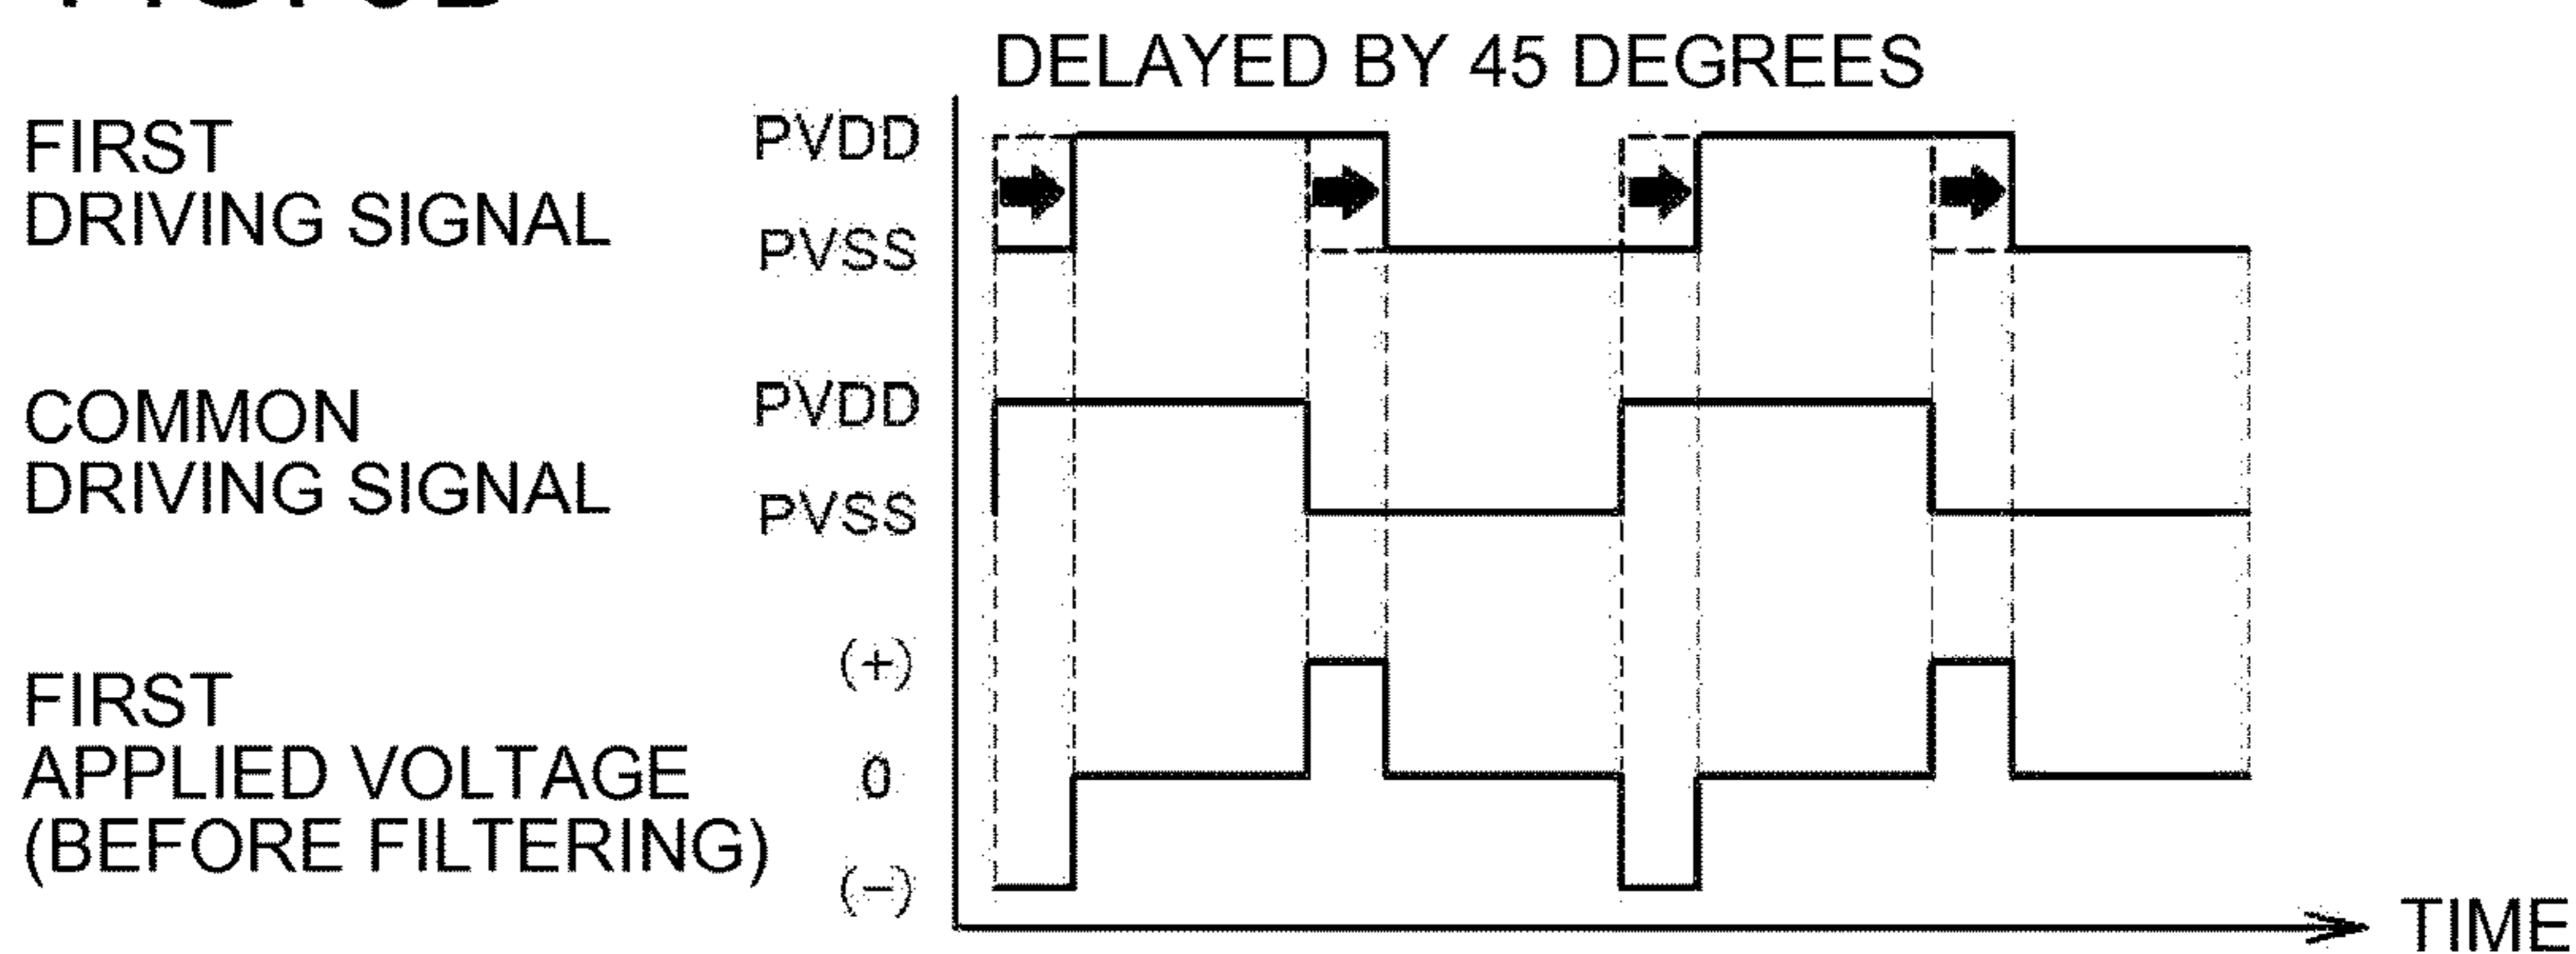 DELAYED BY 45 DEGREES
FIRST
DRIVING SIGNAL
PVDD
PVSS
COMMON
DRIVING SIGNAL
PVDD
PVSS
FIRST
APPLIED VOLTAGE
(BEFORE FILTERING)
(+)
0
(−)
TIME